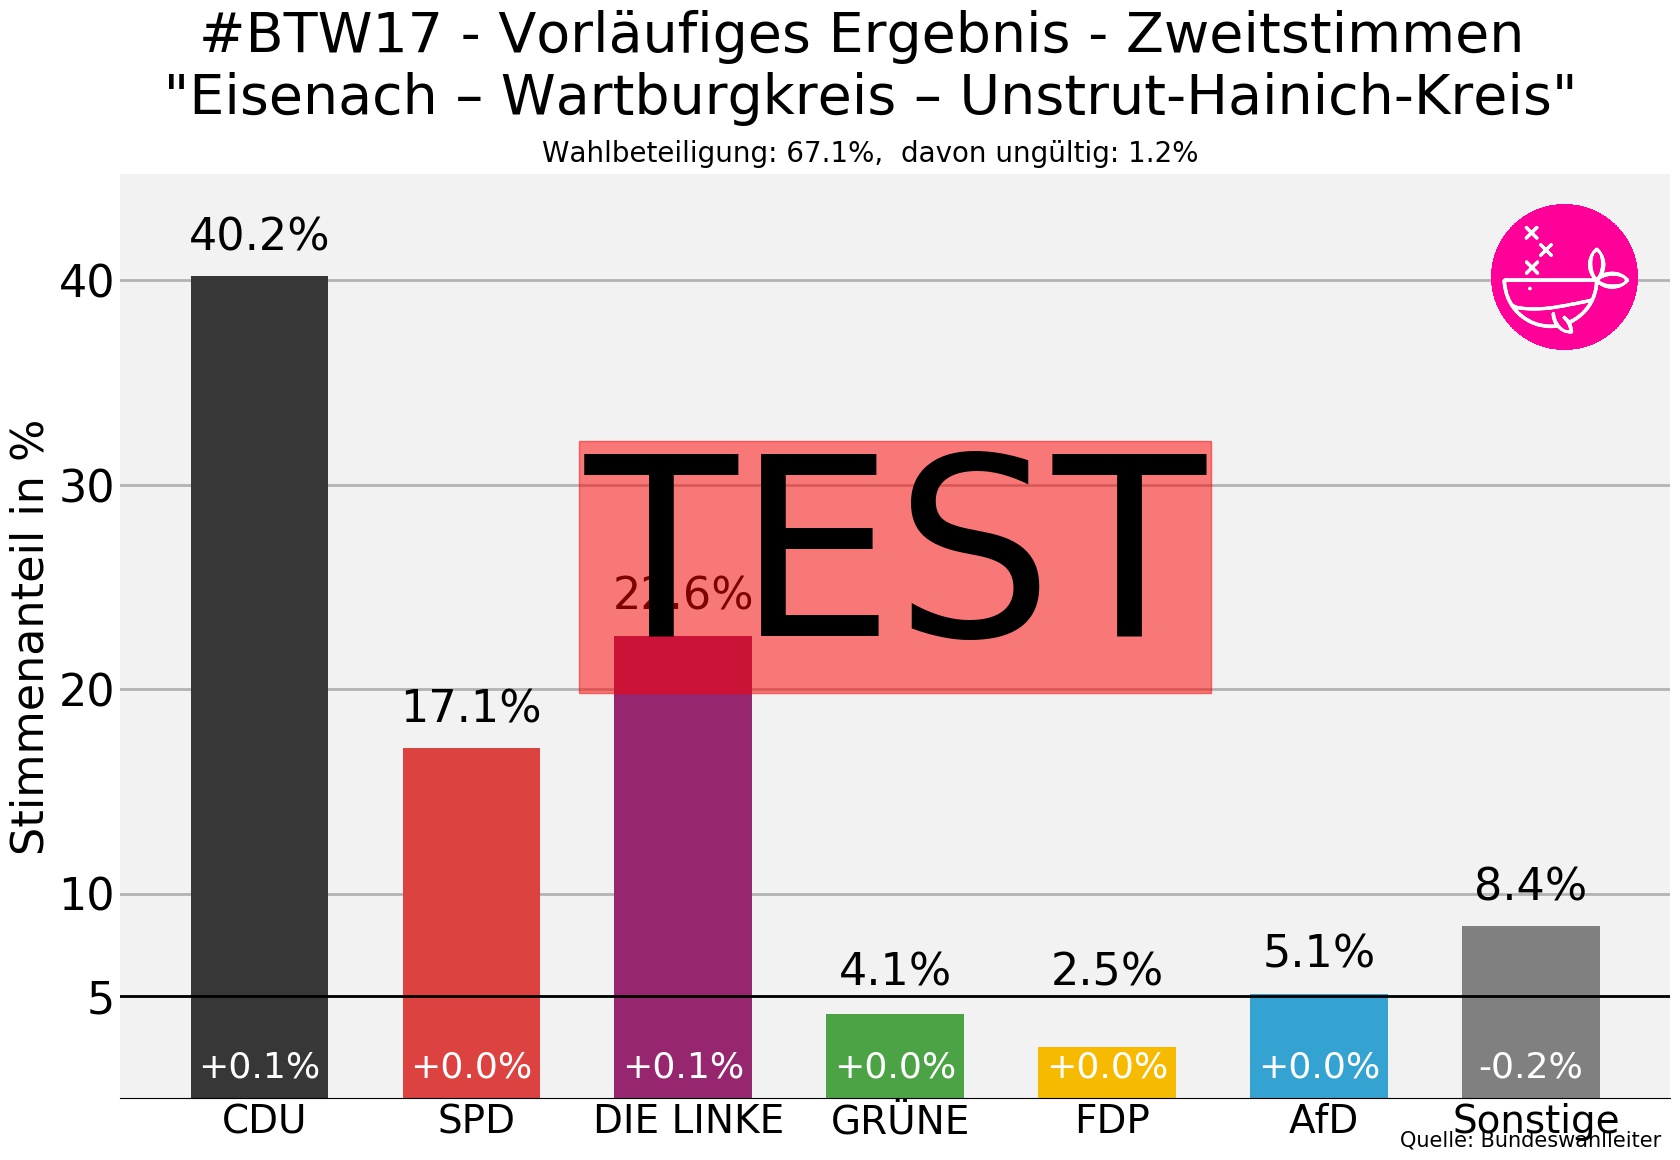 #BTW17 - Vorläufiges Ergebnis - Zweitstimmen
"Eisenach – Wartburgkreis – Unstrut-Hainich-Kreis"
Wahlbeteiligung: 67.1%, davon ungültig: 1.2%
Stimmenanteil in %
40
30
20
10
5
40.2%
17.1%
22.6%
4.1%
2.5%
5.1%
8.4%
TEST
+0.1%
+0.0%
+0.1%
+0.0%
+0.0%
+0.0%
-0.2%
CDU
SPD
DIE LINKE
GRÜNE
FDP
AfD
Sonstige
Quelle: Bundeswahlleiter